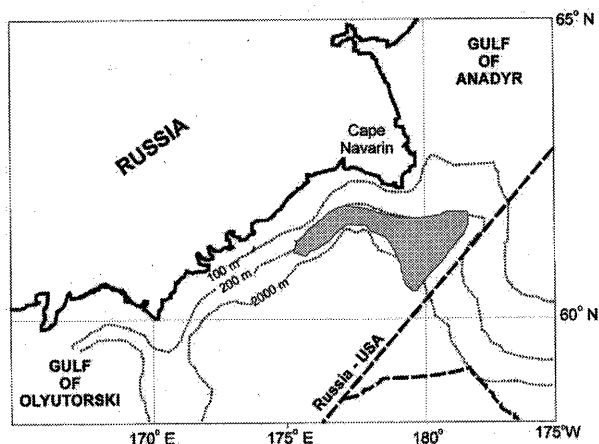 65° N
GULF
OF
ANADYR
RUSSIA
Cape
Navarin
100 m
200 m
2000 m
60° N
GULF
OF
OLYUTORSKI
Russia - USA
170° E
175° E
180°
175° W